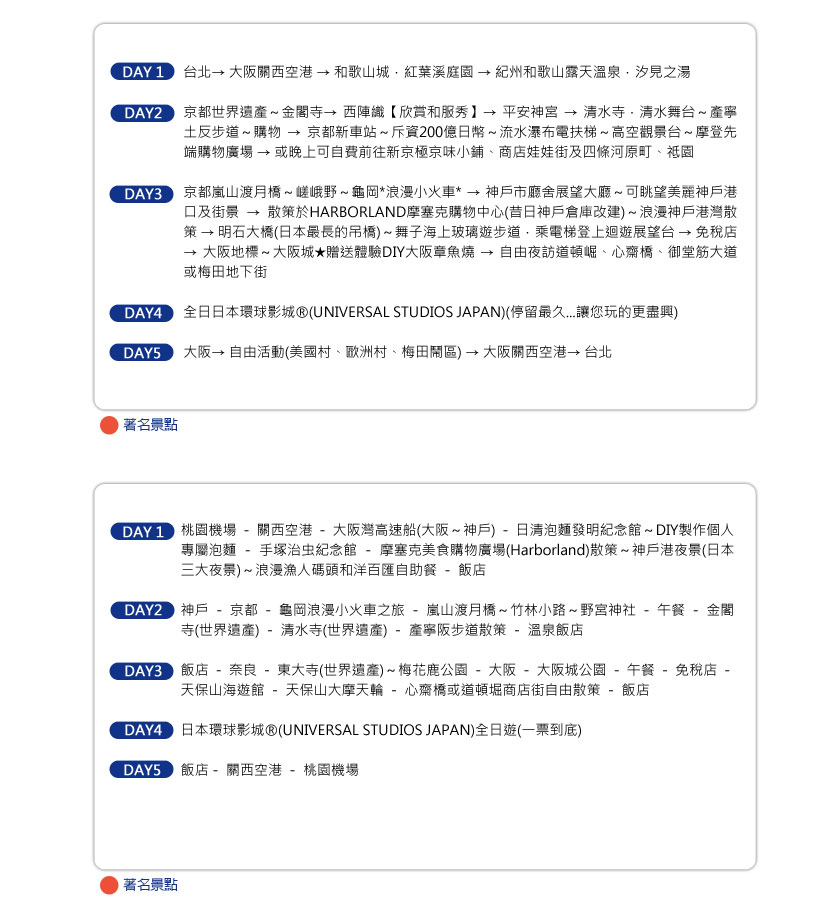 DAY 1 台北→ 大阪關西空港 → 和歌山城．紅葉溪庭園 → 紀州和歌山露天溫泉．汐見之湯
DAY2 京都世界遺產～金閣寺→ 西陣織【欣賞和服秀】→ 平安神宮 → 清水寺．清水舞台～產寧
土反步道～購物 → 京都新車站～斥資200億日幣～流水瀑布電扶梯～高空觀景台～摩登先
端購物廣場 → 或晚上可自費前往新京極京味小鋪、商店娃娃街及四條河原町、祇園
DAY3 京都嵐山渡月橋～嵯峨野～龜岡*浪漫小火車* → 神戶市廳舍展望大廳～可眺望美麗神戶港
口及街景 → 散策於HARBORLAND摩塞克購物中心(昔日神戶倉庫改建)～浪漫神戶港灣散
策 → 明石大橋(日本最長的吊橋)～舞子海上玻璃遊步道．乘電梯登上迴遊展望台 → 免稅店
→ 大阪地標～大阪城★贈送體驗DIY大阪章魚燒 → 自由夜訪道頓崛、心齋橋、御堂筋大道
或梅田地下街
DAY4 全日日本環球影城®(UNIVERSAL STUDIOS JAPAN)(停留最久...讓您玩的更盡興)
DAY5 大阪→ 自由活動(美國村、歐洲村、梅田鬧區) → 大阪關西空港→ 台北
著名景點
DAY 1 桃園機場 - 關西空港 - 大阪灣高速船(大阪～神戶) - 日清泡麵發明紀念館～DIY製作個人
專屬泡麵 - 手塚治虫紀念館 - 摩塞克美食購物廣場(Harborland)散策～神戶港夜景(日本
三大夜景)～浪漫漁人碼頭和洋百匯自助餐 - 飯店
DAY2 神戶 - 京都 - 龜岡浪漫小火車之旅 - 嵐山渡月橋～竹林小路～野宮神社 - 午餐 - 金閣
寺(世界遺產) - 清水寺(世界遺產) - 產寧阪步道散策 - 溫泉飯店
DAY3 飯店 - 奈良 - 東大寺(世界遺產)～梅花鹿公園 - 大阪 - 大阪城公園 - 午餐 - 免稅店 -
天保山海遊館 - 天保山大摩天輪 - 心齋橋或道頓堀商店街自由散策 - 飯店
DAY4 日本環球影城®(UNIVERSAL STUDIOS JAPAN)全日遊(一票到底)
DAY5 飯店 - 關西空港 - 桃園機場
著名景點